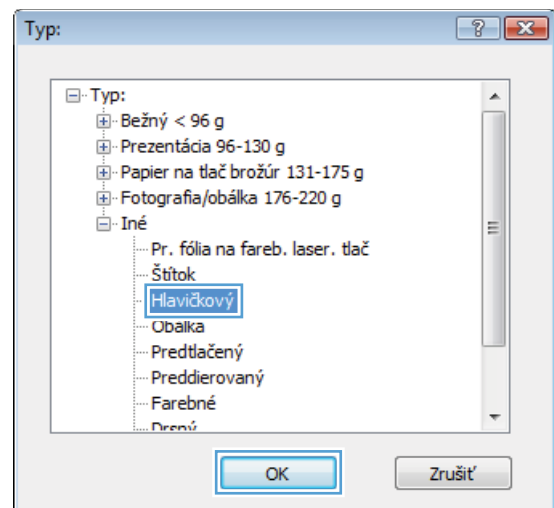 Typ:
Typ:
Bežný < 96 g
Prezentácia 96-130 g
Papier na tlač brožúr 131-175 g
Fotografia/obálka 176-220 g
Iné
Pr. fólia na fareb. laser. tlač
Štítok
Hlavičkový
Obálka
Predtlačený
Preddierovaný
Farebné
Drsný
OK Zrušiť